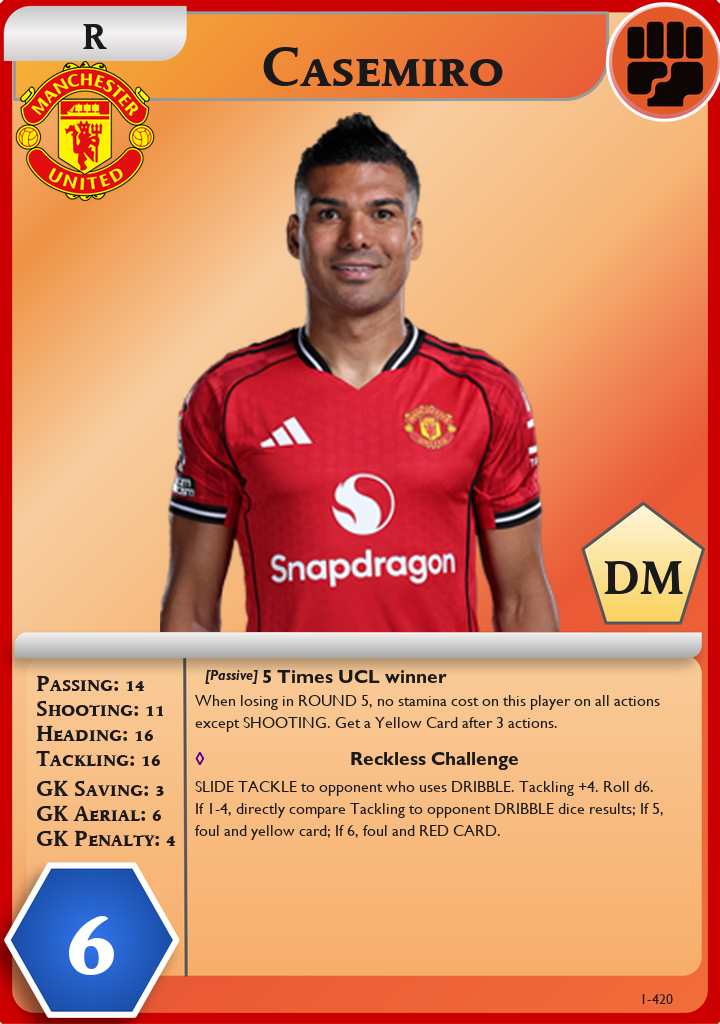 R
Casemiro
MANCHESTER
UNITED
Snapdragon
DM
Passing: 14
Shooting: 11
Heading: 16
Tackling: 16
GK Saving: 3
GK Aerial: 6
GK Penalty: 4
6
[Passive] 5 Times UCL winner
When losing in ROUND 5, no stamina cost on this player on all actions
except SHOOTING. Get a Yellow Card after 3 actions.
Reckless Challenge
SLIDE TACKLE to opponent who uses DRIBBLE. Tackling +4. Roll d6.
If 1-4, directly compare Tackling to opponent DRIBBLE dice results; If 5,
foul and yellow card; If 6, foul and RED CARD.
1-420